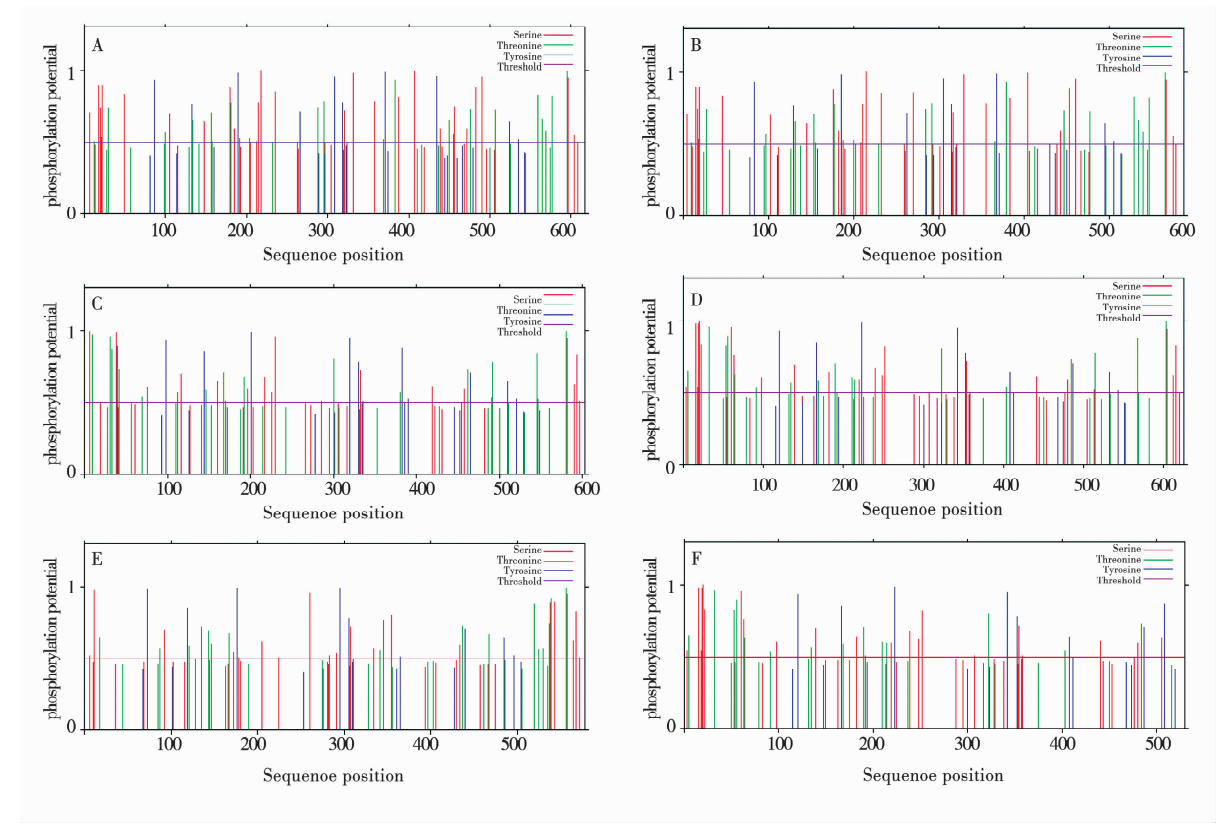 A
Serine
Threonine
Tyrosine
Threshold
phosphorylation potential
1
0
100 200 300 400 500 600
Sequenoe position
B
Serine
Threonine
Tyrosine
Threshold
phosphorylation potential
1
0
100 200 300 400 500 600
Sequenoe position
C
Serine
Threonine
Tyrosine
Threshold
phosphorylation potential
1
0
100 200 300 400 500 600
Sequenoe position
D
Serine
Threonine
Tyrosine
Threshold
phosphorylation potential
1
0
100 200 300 400 500 600
Sequenoe position
E
Serine
Threoninc
Tyrosinc
Threshold
phosphorylation potential
1
0
100 200 300 400 500
Sequenoe position
F
Serine
Threonine
Tyrosine
Threshold
phosphorylation potential
1
0
100 200 300 400 500
Sequenoe position